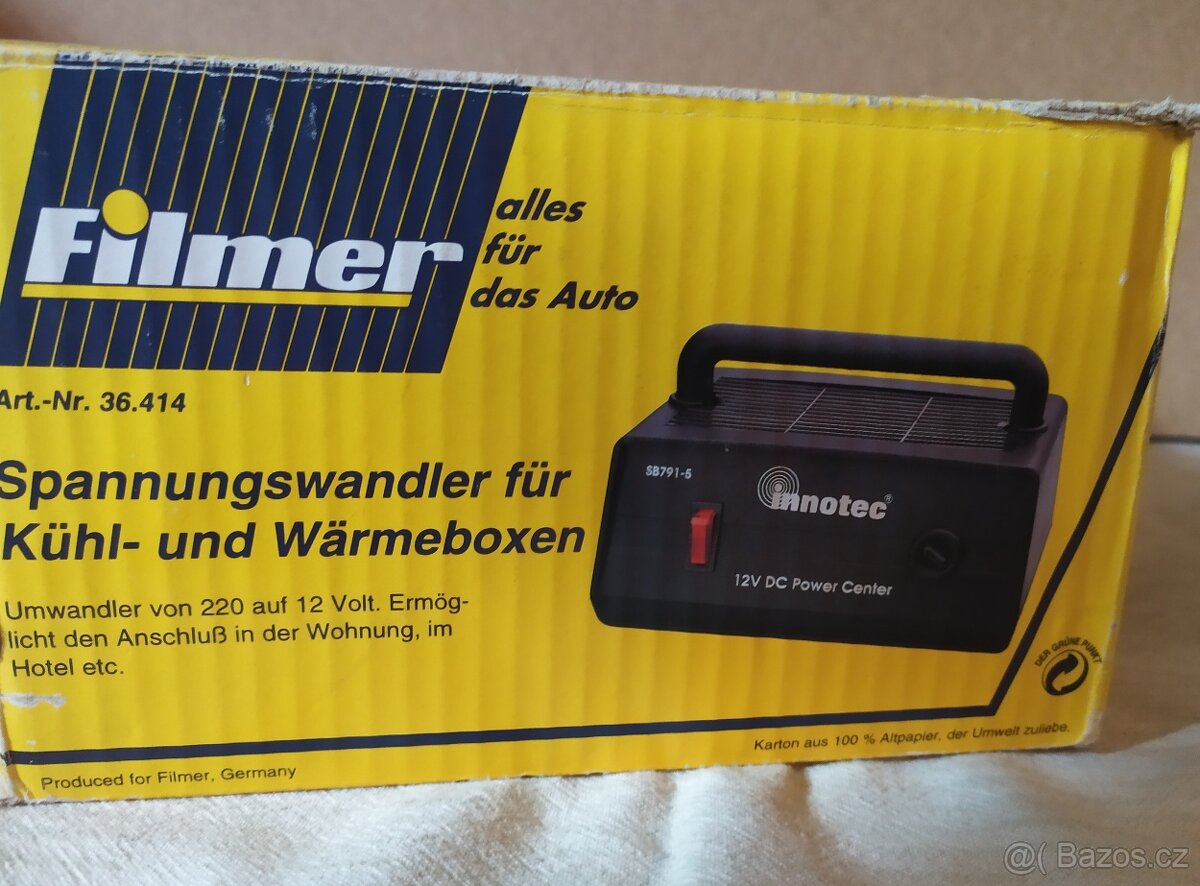 Filmer
alles
für
das Auto
Art.-Nr. 36.414
Spannungswandler für
Kühl- und Wärmeboxen
Umwandler von 220 auf 12 Volt. Ermög-
licht den Anschluß in der Wohnung, im
Hotel etc.
SB791-5
innotec®
12V DC Power Center
DER GRÜNE PUNKT
Karton aus 100 % Altpapier, der Umwelt zuliebe.
Produced for Filmer, Germany
@( Bazos.cz